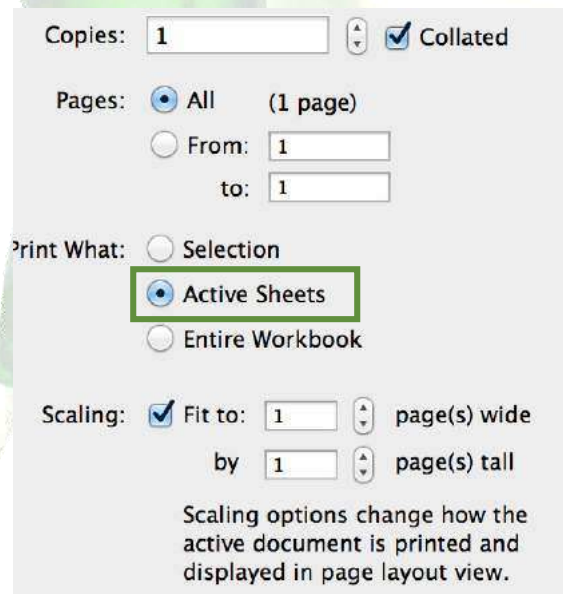 Copies: 1 Collated
Pages: All (1 page)
From: 1
to: 1
Print What: Selection
Active Sheets
Entire Workbook
Scaling: Fit to: 1 page(s) wide
by 1 page(s) tall
Scaling options change how the
active document is printed and
displayed in page layout view.